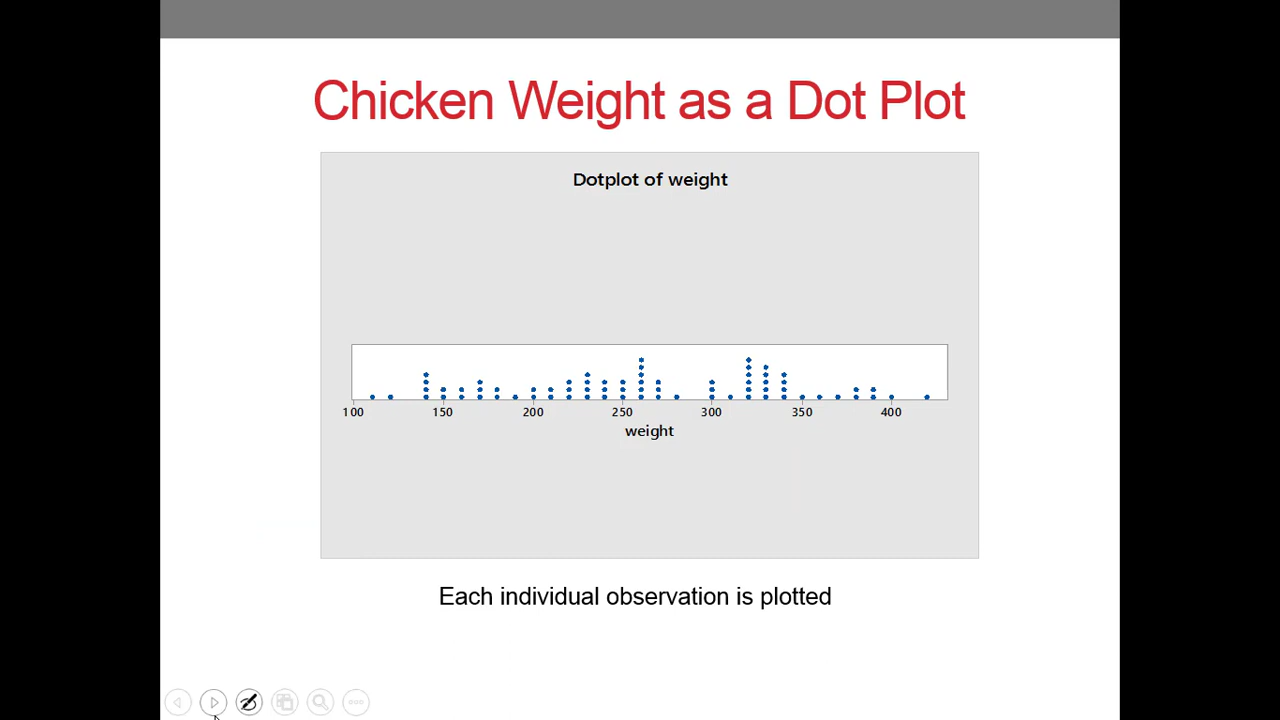 Chicken Weight as a Dot Plot
Dotplot of weight
100 150 200 250 300 350 400
weight
Each individual observation is plotted